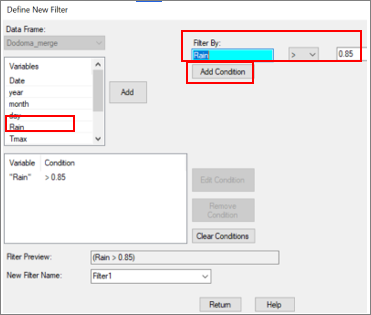 Define New Filter
Data Frame:
Dodoma_merge
Variables
Date
year
month
day
Rain
Tmax
Add
Filter By:
Rain
>
0.85
Add Condition
Variable Condition
"Rain" > 0.85
Edit Condition
Remove
Condition
Clear Conditions
Filter Preview:
(Rain > 0.85)
New Filter Name:
Filter1
Return
Help